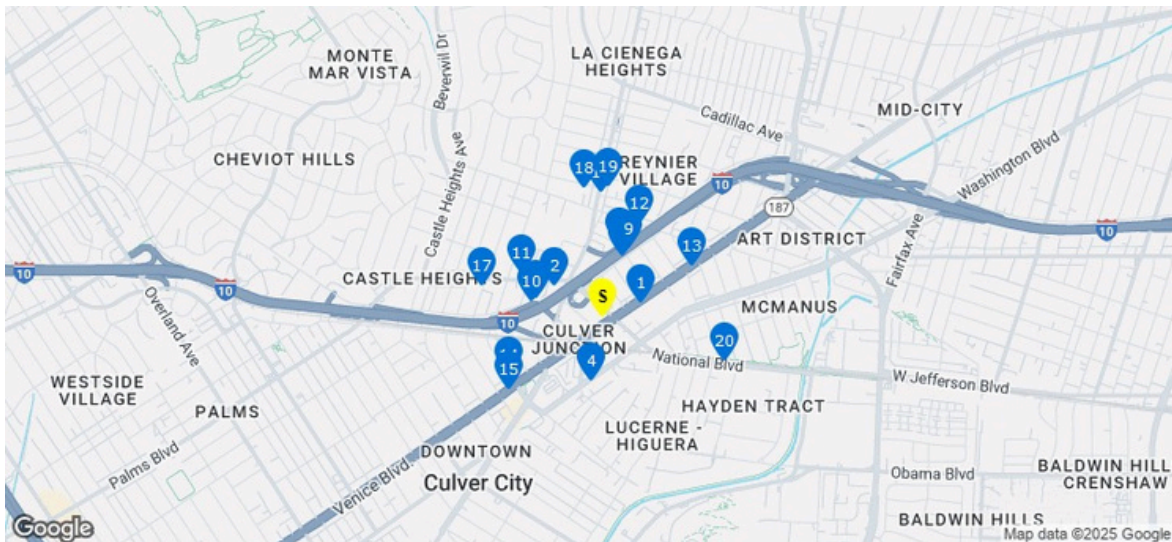 MONTE
MAR VISTA
Beverwil Dr
LA CIENEGA
HEIGHTS
Cadillac Ave
MID-CITY
CHEVIOT HILLS
Castle Heights Ave
18
19
REYNIER
VILLAGE
10
Washington Blvd
12
187
9
13
ART DISTRICT
Fairfax Ave
10
10
17
CASTLE HEIGHTS
11
2
10
1
S
10
Overland Ave
MCMANUS
10
CULVER
JUNCTION
4
20
National Blvd
W Jefferson Blvd
15
WESTSIDE
VILLAGE
PALMS
HAYDEN TRACT
LUCERNE -
HIGUERA
Palms Blvd
DOWNTOWN
Culver City
Venice Blvd.
Obama Blvd
BALDWIN HILL
CRENSHAW
BALDWIN HILLS
Google
Map data ©2025 Google